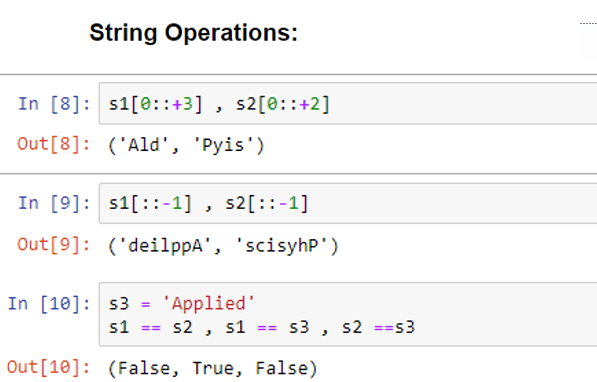 String Operations:
In [8]: s1[0::+3] , s2[0::+2]
Out[8]: ('Ald', 'Pyis')
In [9]: s1[::-1] , s2[::-1]
Out[9]: ('deilppA', 'scisyhP')
In [10]: s3 = 'Applied'
s1 == s2 , s1 == s3 , s2 ==s3
Out[10]: (False, True, False)